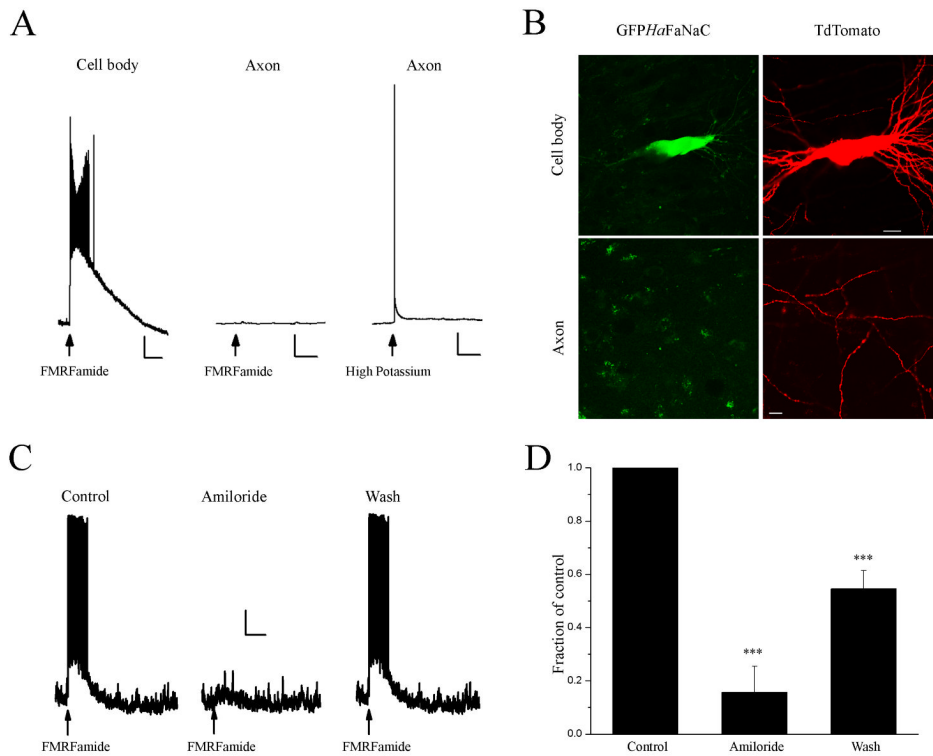 A
Cell body
Axon
Axon
FMRFamide
FMRFamide
High Potassium
B
GFPHaFaNaC
TdTomato
Cell body
Axon
C
Control
Amiloride
Wash
FMRFamide
FMRFamide
FMRFamide
D
Fraction of control
1.0
0.8
0.6
0.4
0.2
0.0
***
***
Control
Amiloride
Wash